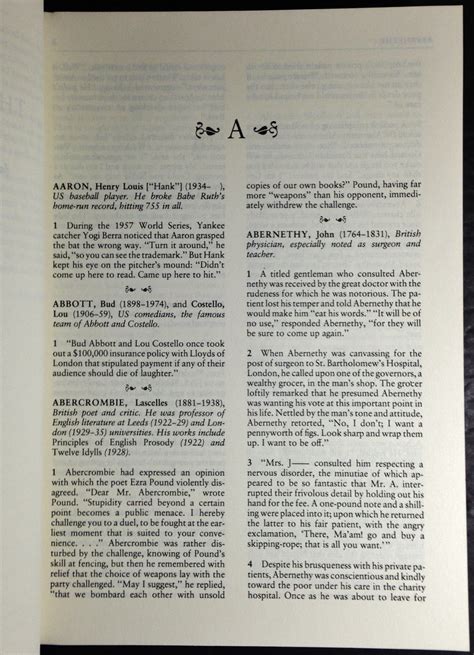 A
AARON, Henry Louis ["Hank"] (1934– ),
US baseball player. He broke Babe Ruth's
home-run record, hitting 755 in all.
1 During the 1957 World Series, Yankee
catcher Yogi Berra noticed that Aaron grasped
the bat the wrong way. "Turn it around," he
said, "so you can see the trademark." But Hank
kept his eye on the pitcher's mound: "Didn't
come up here to read. Came up here to hit."
ABBOTT, Bud (1898–1974), and Costello,
Lou (1906–59), US comedians, the famous
team of Abbott and Costello.
1 "Bud Abbott and Lou Costello once took
out a $100,000 insurance policy with Lloyds of
London that stipulated payment if any of their
audience should die of laughter."
ABERCROMBIE, Lascelles (1881–1938),
British poet and critic. He was professor of
English literature at Leeds (1922–29) and Lon-
don (1929–35) universities. His works include
Principles of English Prosody (1922) and
Twelve Idylls (1928).
1 Abercrombie had expressed an opinion
with which the poet Ezra Pound violently dis-
agreed. "Dear Mr. Abercrombie," wrote
Pound. "Stupidity carried beyond a certain
point becomes a public menace. I hereby
challenge you to a duel, to be fought at the ear-
liest moment that is suited to your conve-
nience. . . ." Abercrombie was rather dis-
turbed by the challenge, knowing of Pound's
skill at fencing, but then he remembered with
relief that the choice of weapons lay with the
party challenged. "May I suggest," he replied,
"that we bombard each other with unsold
copies of our own books?" Pound, having far
more "weapons" than his opponent, immedi-
ately withdrew the challenge.
ABERNETHY, John (1764–1831), British
physician, especially noted as surgeon and
teacher.
1 A titled gentleman who consulted Aber-
nethy was received by the great doctor with the
rudeness for which he was notorious. The pa-
tient lost his temper and told Abernethy that he
would make him "eat his words." "It will be of
no use," responded Abernethy, "for they will
be sure to come up again."
2 When Abernethy was canvassing for the
post of surgeon to St. Bartholomew's Hospital,
London, he called upon one of the governors, a
wealthy grocer, in the man's shop. The grocer
loftily remarked that he presumed Abernethy
was wanting his vote at this important point in
his life. Nettled by the man's tone and attitude,
Abernethy retorted, "No, I don't; I want a
pennyworth of figs. Look sharp and wrap them
up. I want to be off."
3 "Mrs. J—— consulted him respecting a
nervous disorder, the minutiae of which ap-
peared to be so fantastic that Mr. A. inter-
rupted their frivolous detail by holding out his
hand for the fee. A one-pound note and a shill-
ing were placed into it; upon which he returned
the latter to his fair patient, with the angry
exclamation, 'There, Ma'am! go and buy a
skipping-rope; that is all you want.' "
4 Despite his brusqueness with his private pa-
tients, Abernethy was conscientious and kindly
toward the poor under his care in the charity
hospital. Once as he was about to leave for